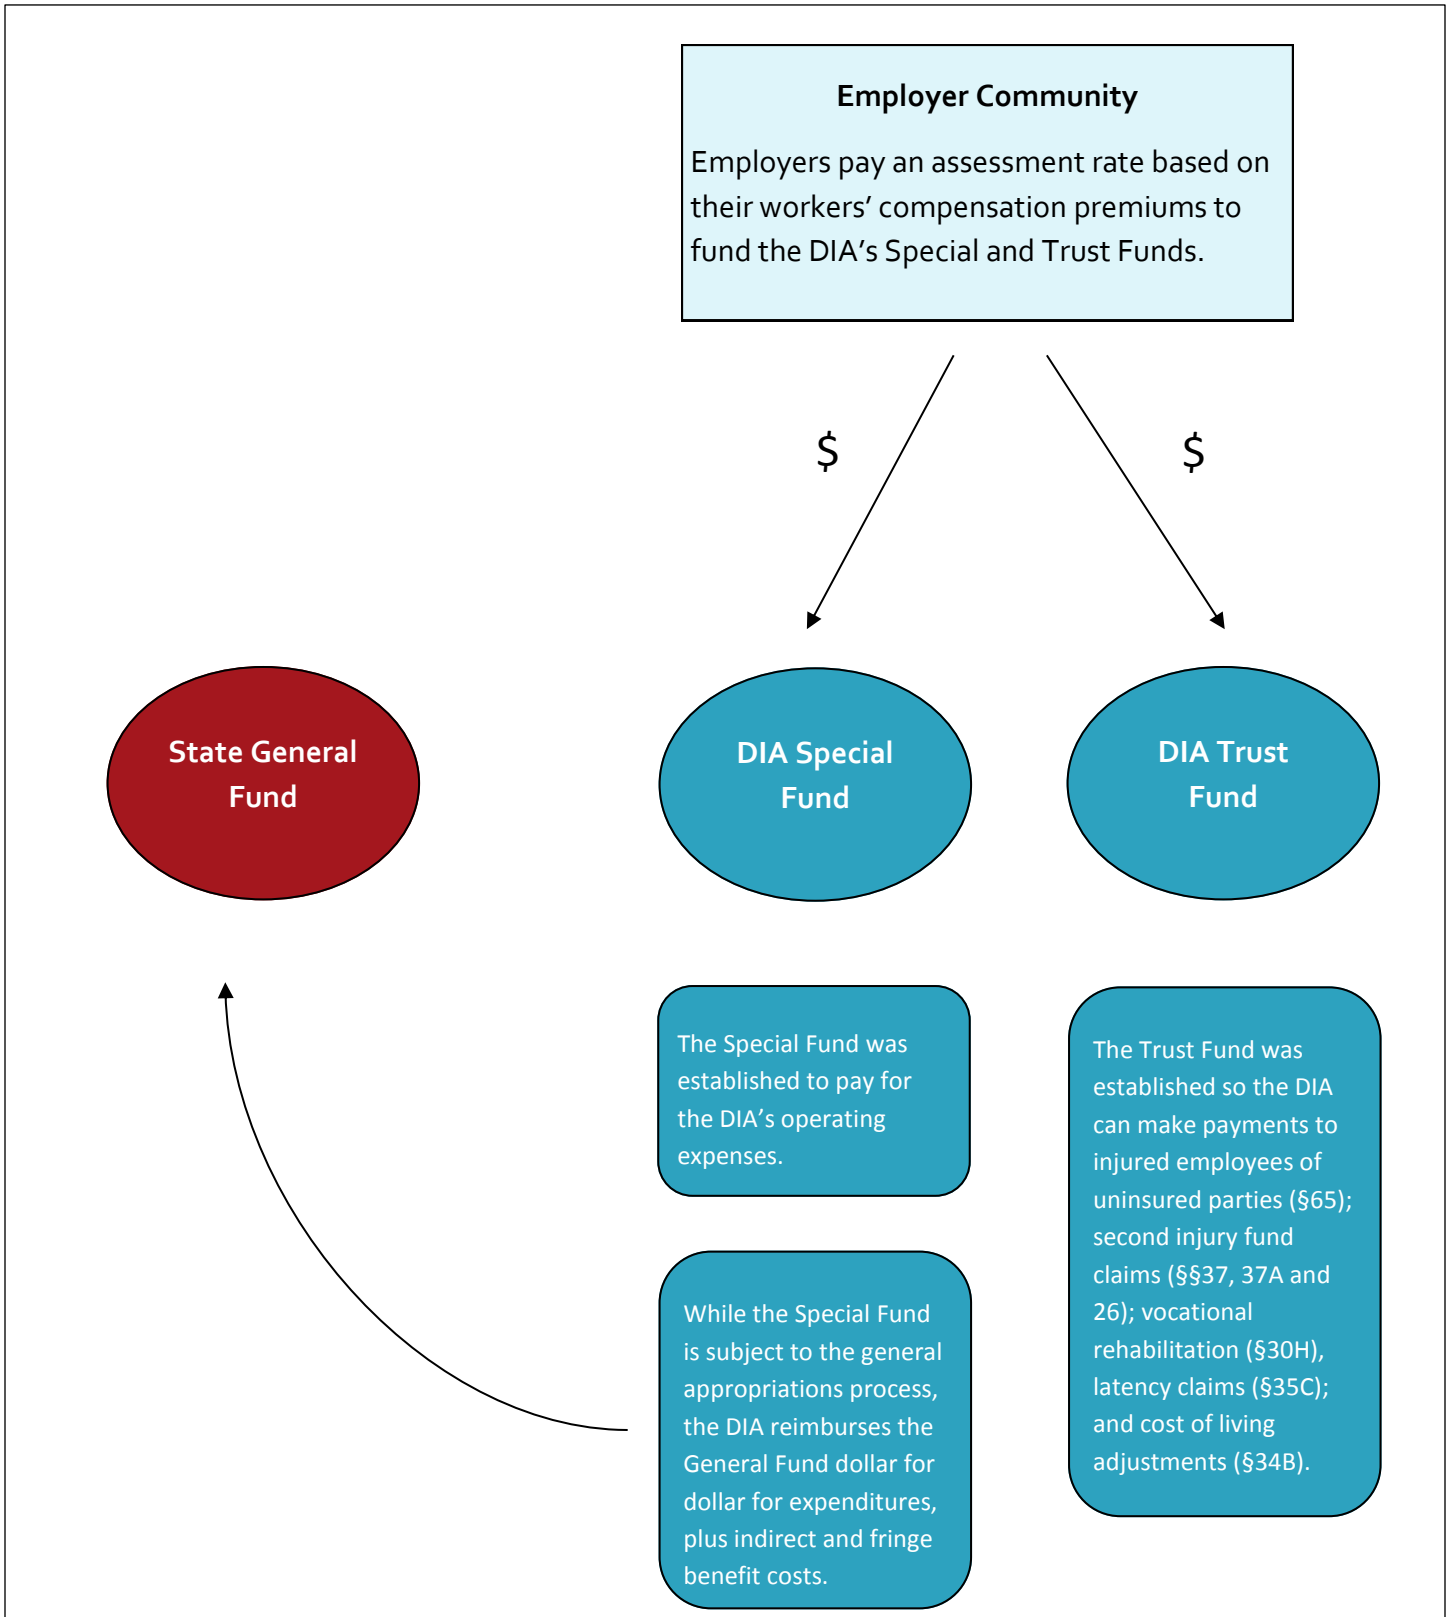 Employer Community
Employers pay an assessment rate based on
their workers’ compensation premiums to
fund the DIA’s Special and Trust Funds.
$
$
State General
Fund
DIA Special
Fund
DIA Trust
Fund
The Special Fund was
established to pay for
the DIA’s operating
expenses.
While the Special Fund
is subject to the general
appropriations process,
the DIA reimburses the
General Fund dollar for
dollar for expenditures,
plus indirect and fringe
benefit costs.
The Trust Fund was
established so the DIA
can make payments to
injured employees of
uninsured parties (§65);
second injury fund
claims (§§37, 37A and
26); vocational
rehabilitation (§30H),
latency claims (§35C);
and cost of living
adjustments (§34B).